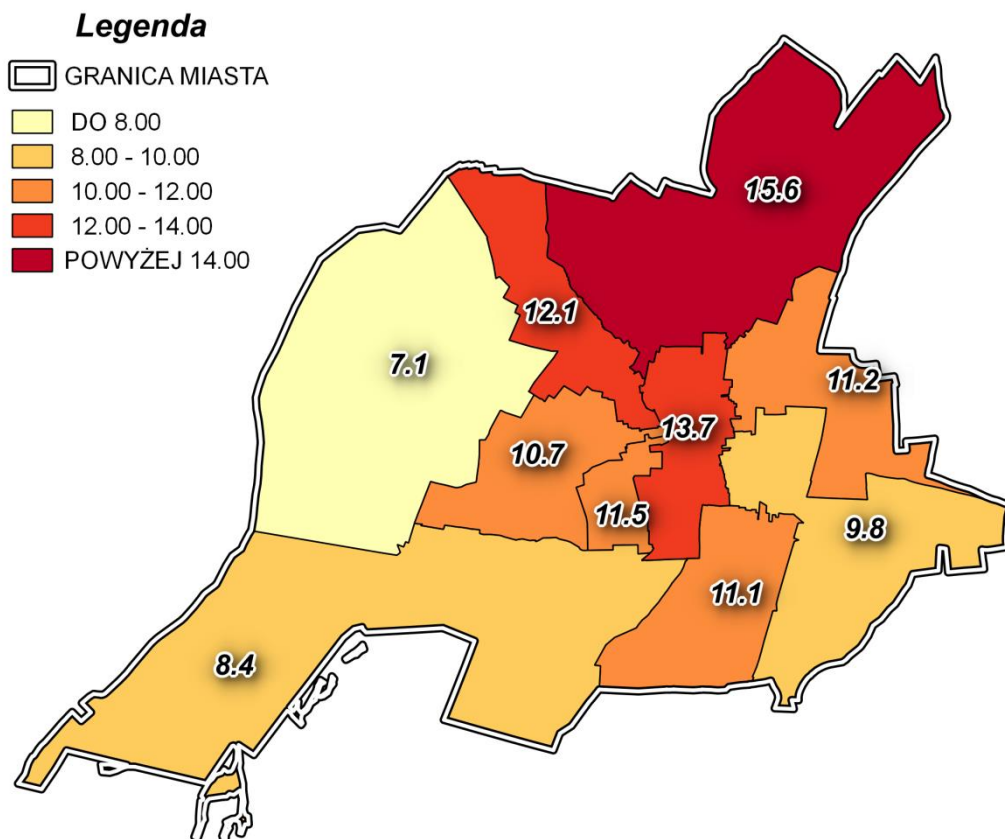 Legenda
GRANICA MIASTA
DO 8.00
8.00 - 10.00
10.00 - 12.00
12.00 - 14.00
POWYŻEJ 14.00
15.6
12.1
7.1
11.2
13.7
10.7
11.5
9.8
11.1
8.4